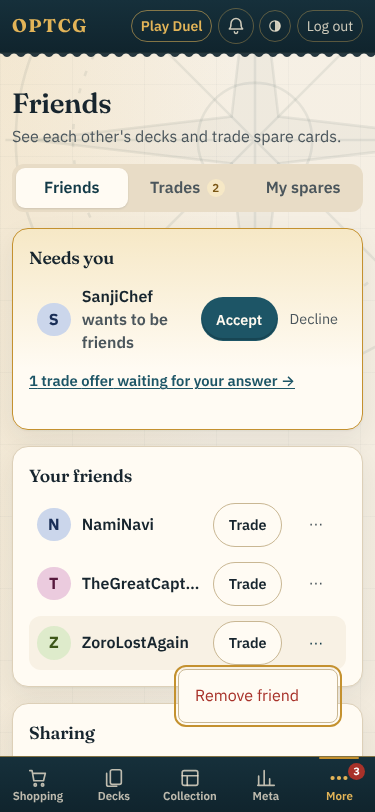 OPTCG
Play Duel
Log out
Friends
See each other's decks and trade spare cards.
Friends
Trades 2
My spares
Needs you
S
SanjiChef
wants to be
friends
Accept
Decline
1 trade offer waiting for your answer →
Your friends
N
NamiNavi
Trade
...
T
TheGreatCapt...
Trade
...
Z
ZoroLostAgain
Trade
...
Remove friend
Sharing
Shopping
Decks
Collection
Meta
3
More